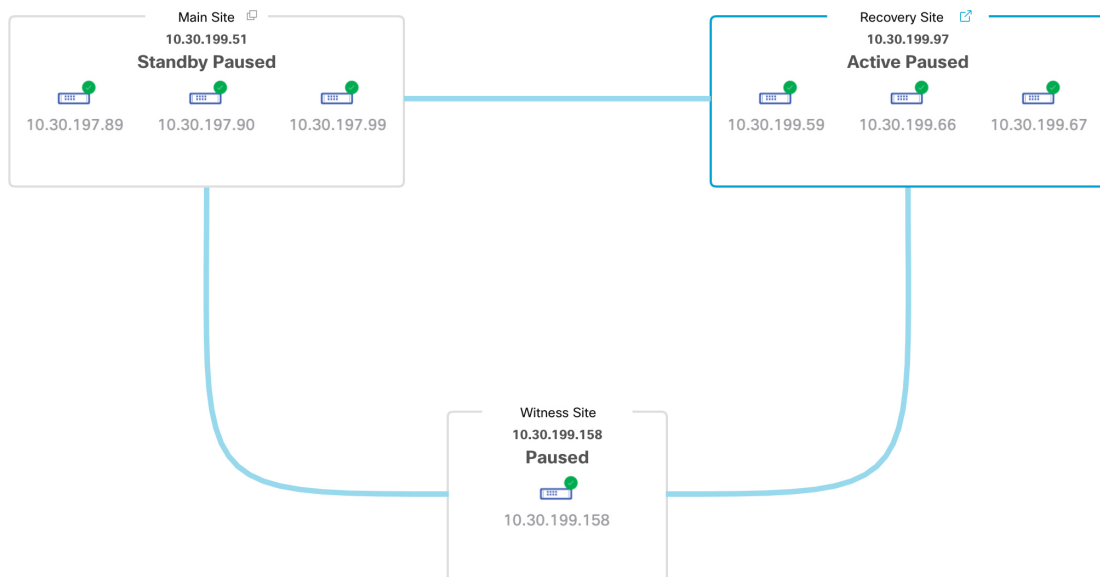 Main Site
10.30.199.51
Standby Paused
10.30.197.89 10.30.197.90 10.30.197.99
Recovery Site
10.30.199.97
Active Paused
10.30.199.59 10.30.199.66 10.30.199.67
Witness Site
10.30.199.158
Paused
10.30.199.158